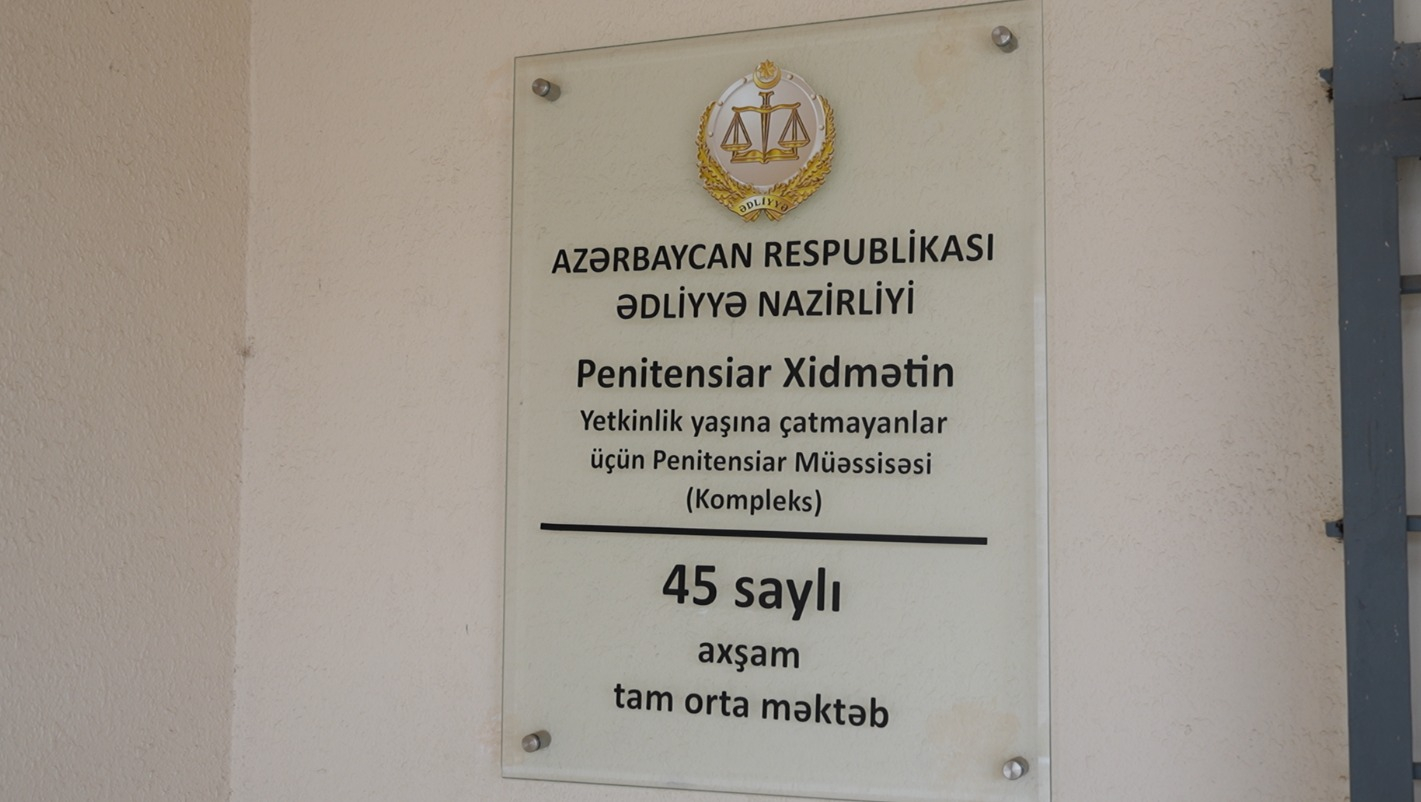 ƏDLİYYƏ
AZƏRBAYCAN RESPUBLİKASI
ƏDLİYYƏ NAZİRLİYİ
Penitensiar Xidmətin
Yetkinlik yaşına çatmayanlar
üçün Penitensiar Müəssisəsi
(Kompleks)
45 saylı
axşam
tam orta məktəb